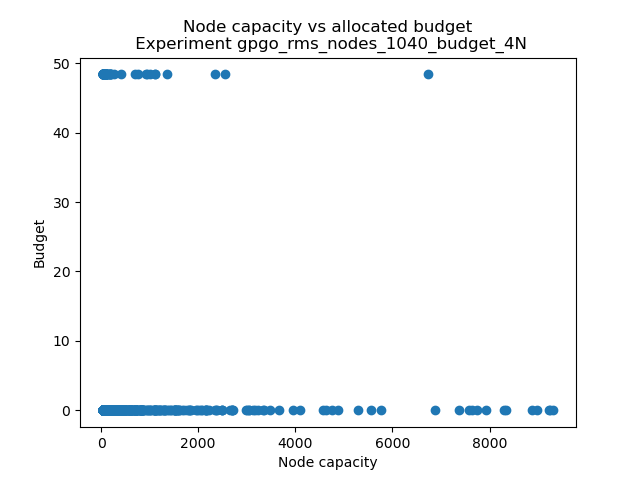 Node capacity vs allocated budget
Experiment gpgo_rms_nodes_1040_budget_4N
50
40
30
20
10
0
Budget
0 2000 4000 6000 8000
Node capacity